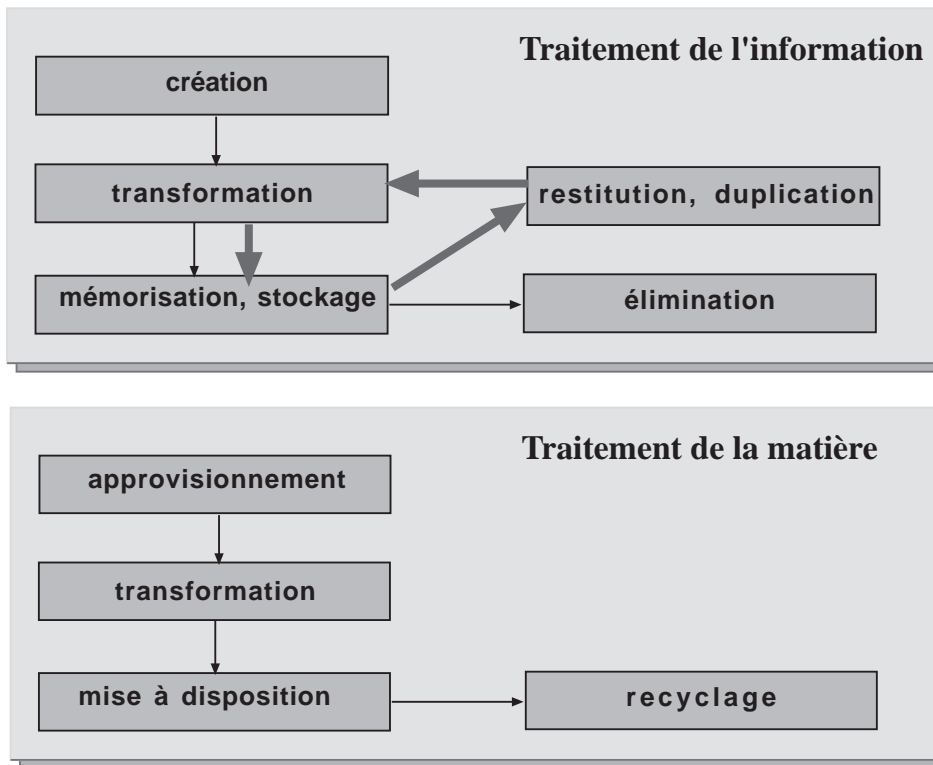 Traitement de l'information
création
transformation
restitution, duplication
mémorisation, stockage
élimination
Traitement de la matière
approvisionnement
transformation
mise à disposition
recyclage